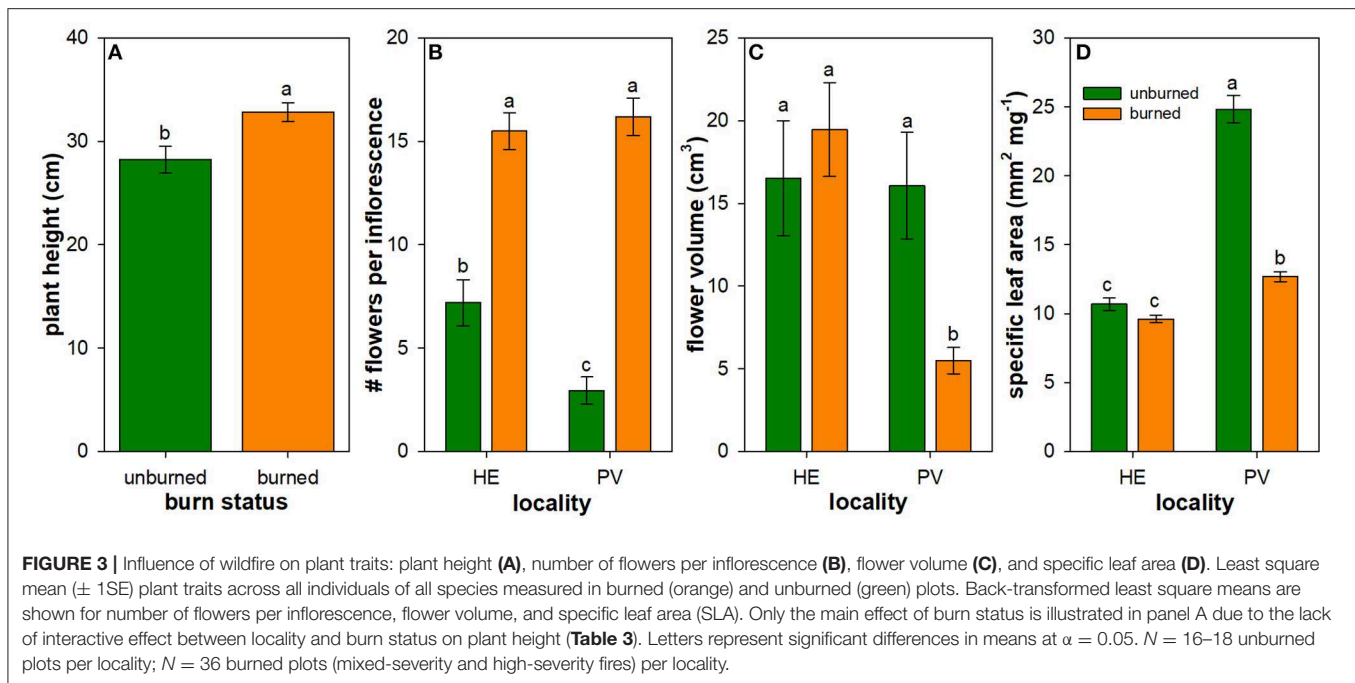 A
40
30
20
10
0
plant height (cm)
b
a
unburned
burned
burn status
B
20
15
10
5
0
# flowers per inflorescence
b
a
c
a
HE
PV
locality
C
25
20
15
10
5
0
flower volume (cm³)
a
a
a
b
HE
PV
locality
D
30
25
20
15
10
5
0
specific leaf area (mm² mg⁻¹)
unburned
burned
c
c
a
b
HE
PV
locality
FIGURE 3 | Influence of wildfire on plant traits: plant height (A), number of flowers per inflorescence (B), flower volume (C), and specific leaf area (D). Least square
mean (± 1SE) plant traits across all individuals of all species measured in burned (orange) and unburned (green) plots. Back-transformed least square means are
shown for number of flowers per inflorescence, flower volume, and specific leaf area (SLA). Only the main effect of burn status is illustrated in panel A due to the lack
of interactive effect between locality and burn status on plant height (Table 3). Letters represent significant differences in means at α = 0.05. N = 16–18 unburned
plots per locality; N = 36 burned plots (mixed-severity and high-severity fires) per locality.